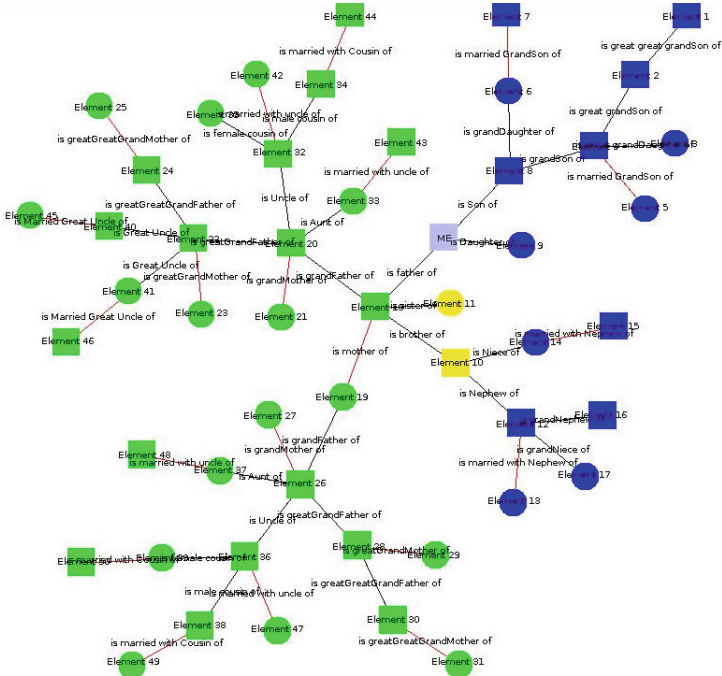 Element 44
Element 7
Element 1
is married with Cousin of
is married GrandSon of
is great great grandSon of
Element 42
Element 34
Element 6
Element 2
Element 25
is male cousin of
is great grandSon of
is female cousin of
Element 43
is grandDaughter of
is greatGrandMother of
Element 32
is married with uncle of
is grandSon of
Element 24
Element 8
is married GrandSon of
is Uncle of
Element 33
is greatGreatGrandFather of
is Aunt of
is Son of
Element 5
Element 45
is Married Great Uncle of
Element 40
is Great Uncle of
is greatGrandFather of
Element 20
ME
is Daughter of
Element 9
is Great Uncle of
is grandFather of
is father of
is greatGrandMother of
is grandMother of
Element 41
Element 11
Element 23
Element 21
is Married Great Uncle of
is brother of
Element 15
Element 46
is mother of
is Niece of
Element 14
Element 10
is Nephew of
Element 19
Element 27
Element 16
Element 12
is grandFather of
is grandMother of
is grandNiece of
Element 48
is married with uncle of
is married with Nephew of
Element 37
is Aunt of
Element 17
Element 26
Element 13
is greatGrandFather of
is Uncle of
Element 28
is greatGrandMother of
Element 29
Element 36
is greatGreatGrandFather of
is male cousin of
is married with uncle of
Element 38
Element 47
Element 30
is married with Cousin of
is greatGreatGrandMother of
Element 49
Element 31